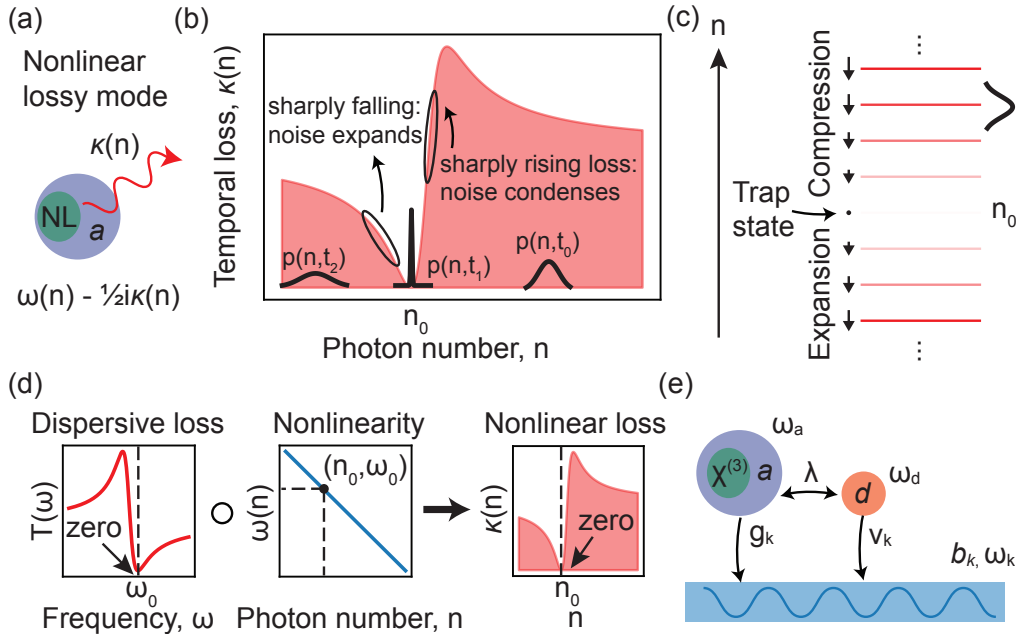 (a)
Nonlinear
lossy mode
κ(n)
NL
a
ω(n) - ½iκ(n)
(b)
Temporal loss, κ(n)
sharply falling:
noise expands
sharply rising loss:
noise condenses
p(n,t₂)
p(n,t₁)
p(n,t₀)
n₀
Photon number, n
(c)
n
Compression
Expansion
Trap
state
n₀
⋮
⋮
(d)
Dispersive loss
T(ω)
zero
ω₀
Frequency, ω
Nonlinearity
ω(n)
(n₀,ω₀)
Photon number, n
Nonlinear loss
κ(n)
zero
n₀
n
(e)
ωₐ
χ⁽³⁾
a
λ
d
ω_d
gₖ
vₖ
bₖ, ωₖ